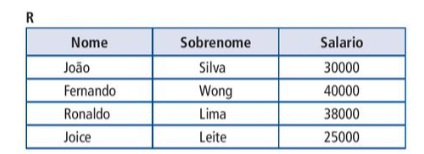 R
Nome Sobrenome Salario
João Silva 30000
Fernando Wong 40000
Ronaldo Lima 38000
Joice Leite 25000